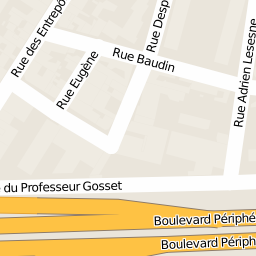 Rue des Entrepô
Rue Eugène
Rue Baudin
Rue Desp
Rue Adrien Lesesne
du Professeur Gosset
Boulevard Périphé
Boulevard Périph